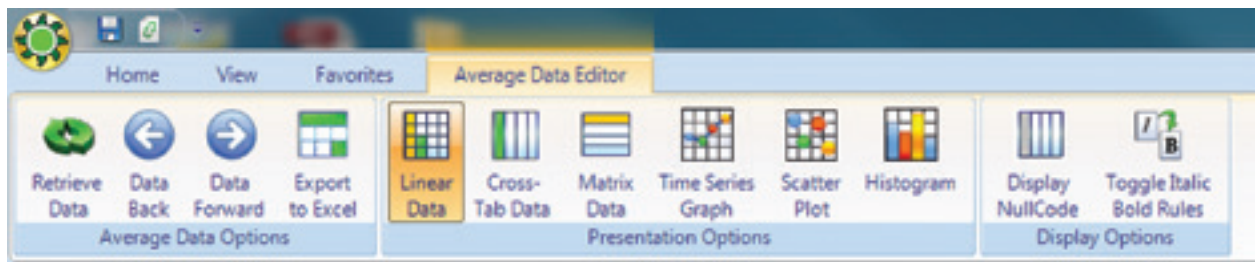 Home View Favorites Average Data Editor
Retrieve Data Data Export Linear Cross- Matrix Time Series Scatter Histogram Display Toggle Italic
Data Back Forward to Excel Data Tab Data Data Graph Plot NullCode Bold Rules
Average Data Options Presentation Options Display Options